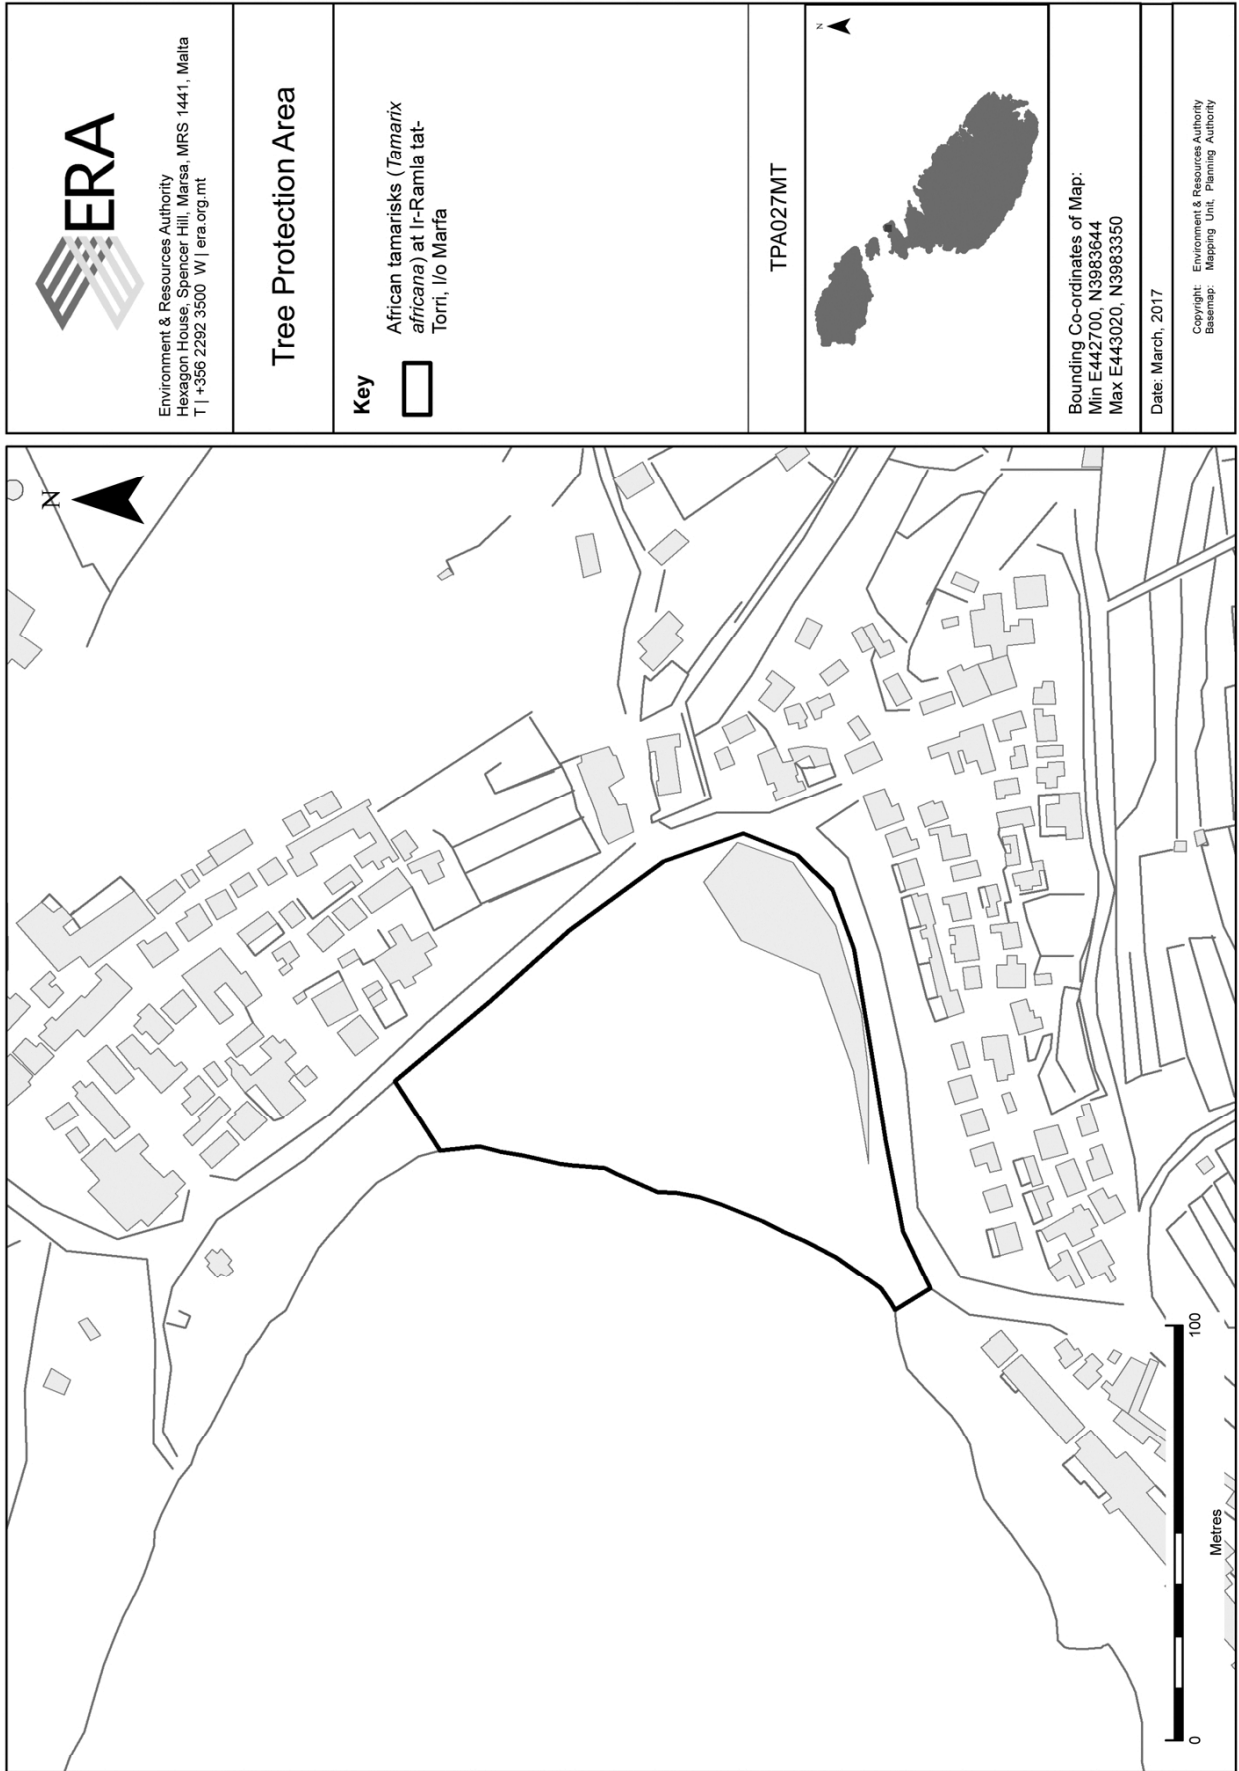 ERA
Environment & Resources Authority
Hexagon House, Spencer Hill, Marsa, MRS 1441, Malta
T | +356 2292 3500 W | era.org.mt
Tree Protection Area
Key
African tamarisks (Tamarix
africana) at Ir-Ramla tat-
Torri, l/o Marfa
TPA027MT
N
Bounding Co-ordinates of Map:
Min E442700, N3983644
Max E443020, N3983350
Date: March, 2017
Copyright: Environment & Resources Authority
Basemap: Mapping Unit, Planning Authority
N
0
100
Metres